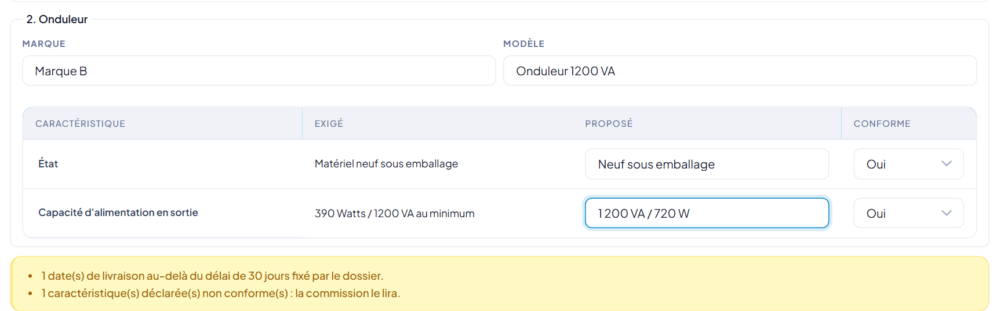 2. Onduleur
MARQUE
MODÈLE
Marque B
Onduleur 1200 VA
CARACTÉRISTIQUE
EXIGÉ
PROPOSÉ
CONFORME
État
Matériel neuf sous emballage
Neuf sous emballage
Oui
Capacité d'alimentation en sortie
390 Watts / 1200 VA au minimum
1 200 VA / 720 W
Oui
• 1 date(s) de livraison au-delà du délai de 30 jours fixé par le dossier.
• 1 caractéristique(s) déclarée(s) non conforme(s) : la commission le lira.